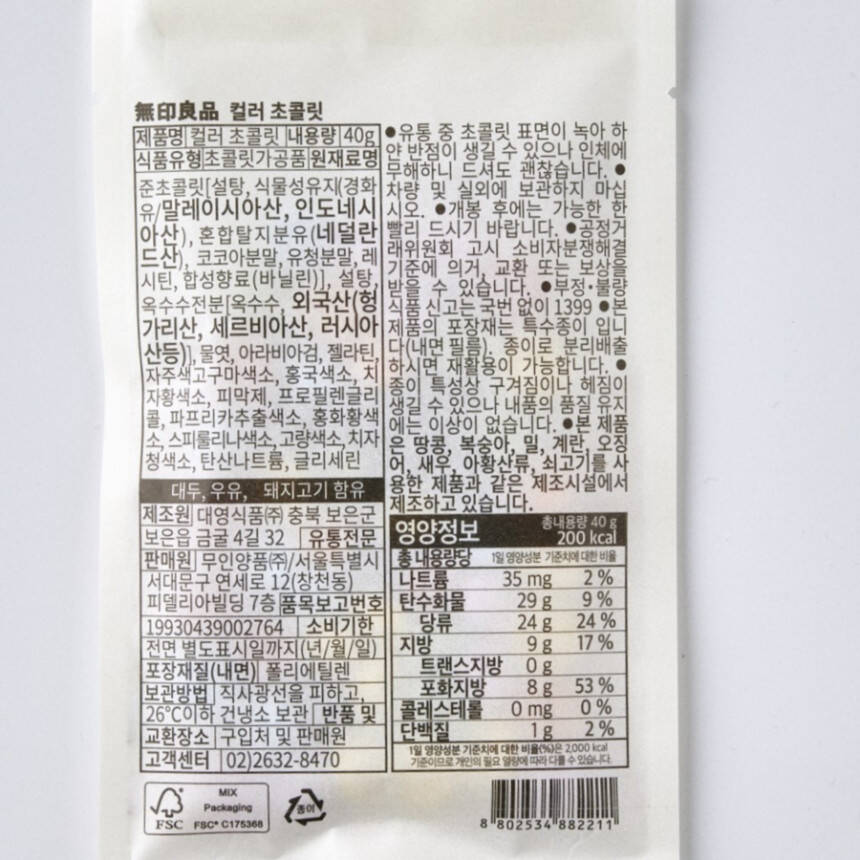 無印良品 컬러 초콜릿
제품명 컬러 초콜릿 내용량 40g
식품유형 초콜릿가공품 원재료명
준초콜릿[설탕, 식물성유지(경화
유/말레이시아산, 인도네시
아산), 혼합탈지분유(네덜란
드산), 코코아분말, 유청분말, 레
시틴, 합성향료(바닐린)], 설탕,
옥수수전분[옥수수, 외국산(헝
가리산, 세르비아산, 러시아
산등)], 물엿, 아라비아검, 젤라틴,
자주색고구마색소, 홍국색소, 치
자황색소, 피막제, 프로필렌글리
콜, 파프리카추출색소, 홍화황색
소, 스피룰리나색소, 고량색소, 치자
청색소, 탄산나트륨, 글리세린
대두, 우유, 돼지고기 함유
제조원 대영식품(주) 충북 보은군
보은읍 금굴 4길 32 유통전문
판매원 무인양품(주)/서울특별시
서대문구 연세로 12(창천동)
피델리아빌딩 7층 품목보고번호
19930439002764 소비기한
전면 별도표시일까지(년/월/일)
포장재질(내면) 폴리에틸렌
보관방법 직사광선을 피하고,
26℃이하 건냉소 보관 반품 및
교환장소 구입처 및 판매원
고객센터 02)2632-8470
●유통 중 초콜릿 표면이 녹아 하
얀 반점이 생길 수 있으나 인체에
무해하니 드셔도 괜찮습니다. ●
차량 및 실외에 보관하지 마십
시오. ●개봉 후에는 가능한 한
빨리 드시기 바랍니다. ●공정거
래위원회 고시 소비자분쟁해결
기준에 의거, 교환 또는 보상을
받을 수 있습니다. ●부정·불량
식품 신고는 국번 없이 1399 ●본
제품의 포장재는 특수종이 입니
다(내면 필름). 종이로 분리배출
하시면 재활용이 가능합니다. ●
종이 특성상 구겨짐이나 헤짐이
생길 수 있으나 내품의 품질 유지
에는 이상이 없습니다. ●본 제품
은 땅콩, 복숭아, 밀, 계란, 오징
어, 새우, 아황산류, 쇠고기를 사
용한 제품과 같은 제조시설에서
제조하고 있습니다.
영양정보 총내용량 40 g
200 kcal
총 내용량당 1일 영양성분 기준치에 대한 비율
나트륨 35 mg 2 %
탄수화물 29 g 9 %
당류 24 g 24 %
지방 9 g 17 %
트랜스지방 0 g
포화지방 8 g 53 %
콜레스테롤 0 mg 0 %
단백질 1 g 2 %
1일 영양성분 기준치에 대한 비율(%)은 2,000 kcal
기준이므로 개인의 필요 열량에 따라 다를 수 있습니다.
FSC
MIX
Packaging
FSC® C175368
종이
8 802534 882211